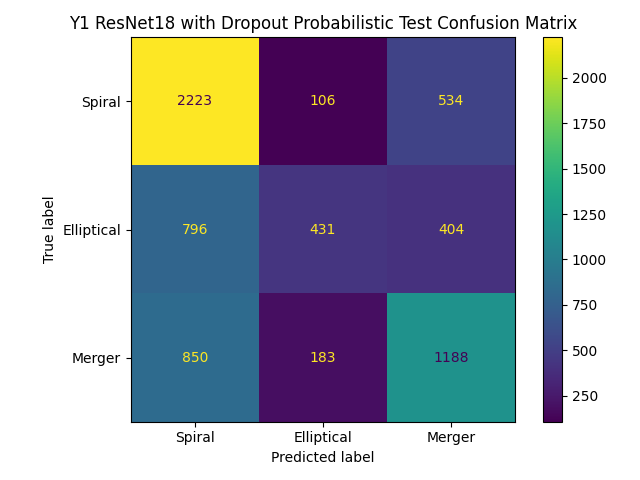 Y1 ResNet18 with Dropout Probabilistic Test Confusion Matrix
True label
Spiral 2223 106 534
Elliptical 796 431 404
Merger 850 183 1188
Spiral Elliptical Merger
Predicted label
2000
1750
1500
1250
1000
750
500
250